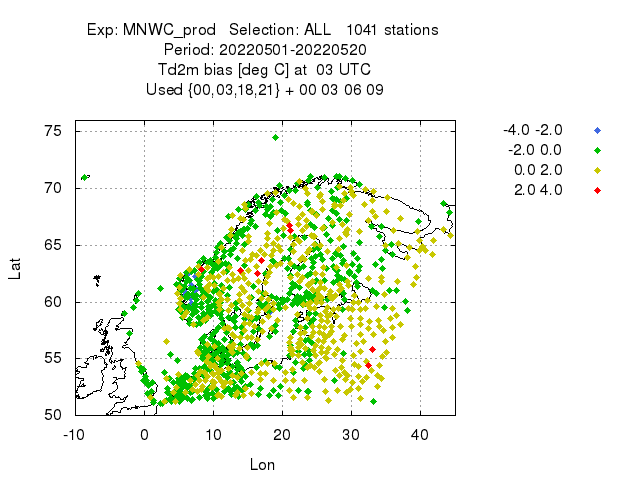 Exp: MNWC_prod   Selection: ALL   1041 stations
Period: 20220501-20220520
Td2m bias [deg C] at  03 UTC
Used {00,03,18,21} + 00 03 06 09
-4.0 -2.0
-2.0 0.0
0.0 2.0
2.0 4.0
75
70
65
60
55
50
Lat
-10 0 10 20 30 40
Lon